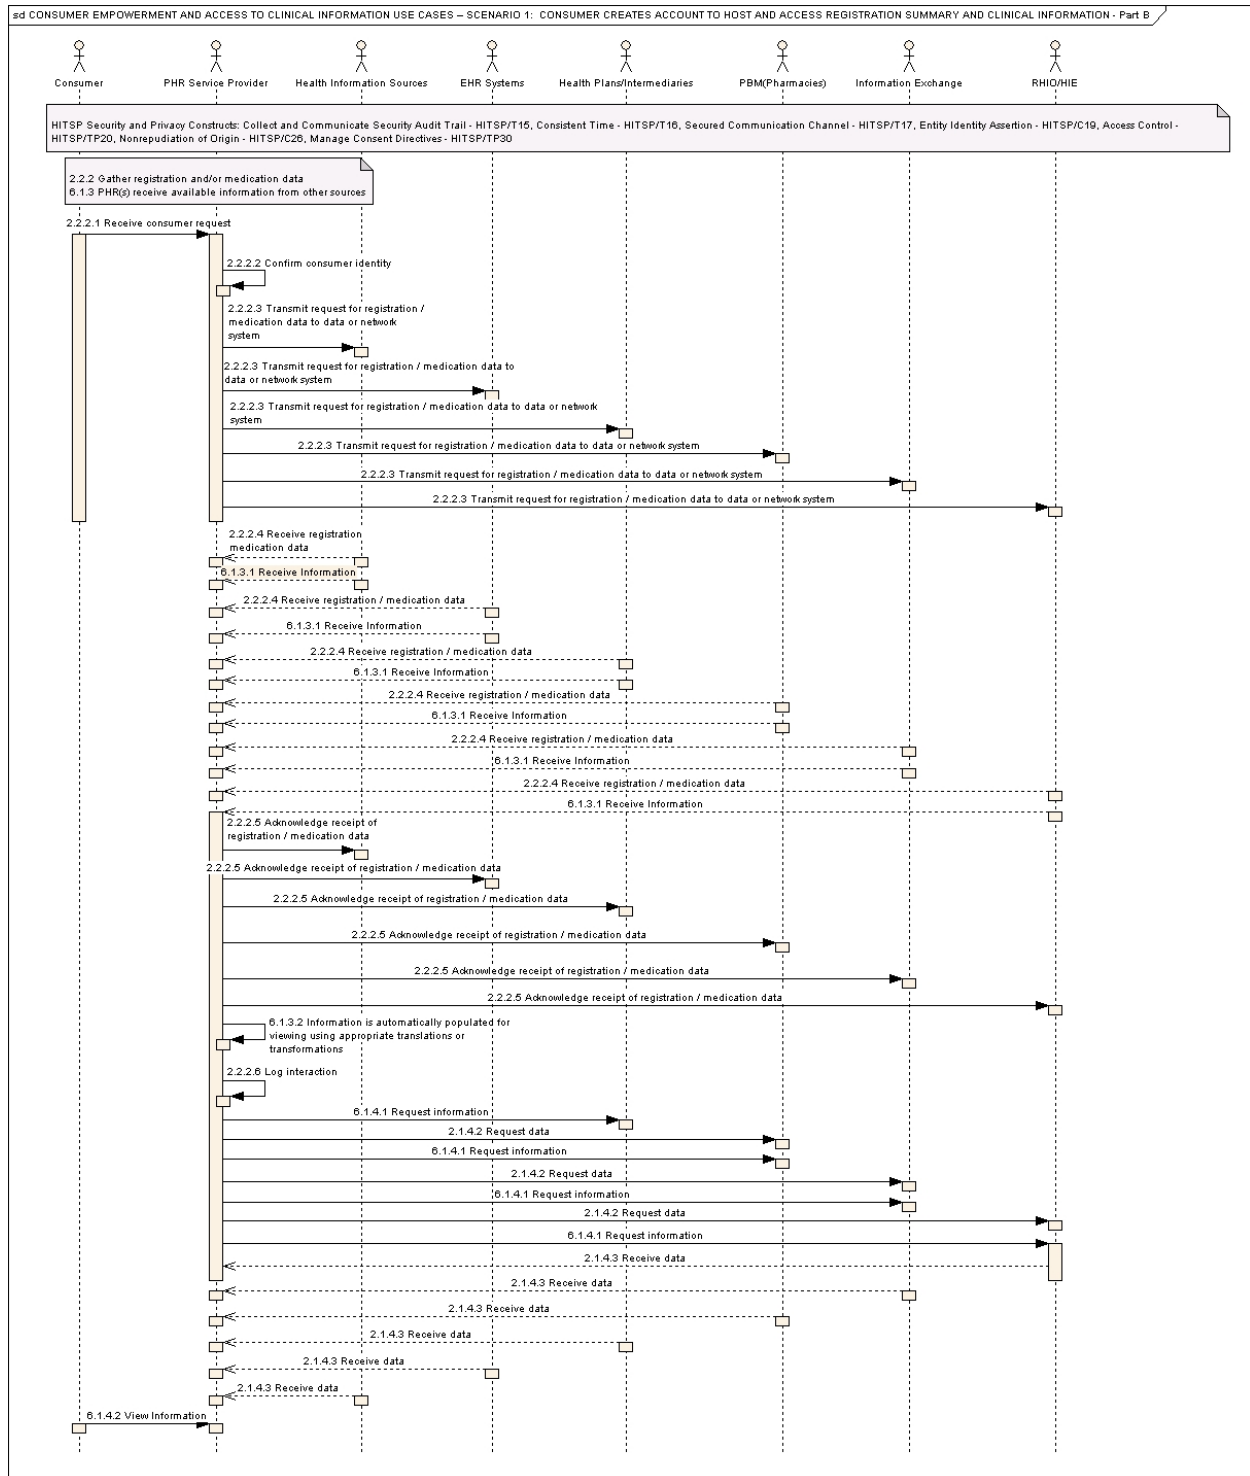 sd CONSUMER EMPOWERMENT AND ACCESS TO CLINICAL INFORMATION USE CASES – SCENARIO 1:  CONSUMER CREATES ACCOUNT TO HOST AND ACCESS REGISTRATION SUMMARY AND CLINICAL INFORMATION - Part B
Consumer
PHR Service Provider
Health Information Sources
EHR Systems
Health Plans/Intermediaries
PBM(Pharmacies)
Information Exchange
RHIO/HIE
HITSP Security and Privacy Constructs: Collect and Communicate Security Audit Trail - HITSP/T15, Consistent Time - HITSP/T16, Secured Communication Channel - HITSP/T17, Entity Identity Assertion - HITSP/C19, Access Control -
HITSP/TP20, Nonrepudiation of Origin - HITSP/C26, Manage Consent Directives - HITSP/TP30
2.2.2 Gather registration and/or medication data
6.1.3 PHR(s) receive available information from other sources
2.2.2.1 Receive consumer request
2.2.2.2 Confirm consumer identity
2.2.2.3 Transmit request for registration /
medication data to data or network
system
2.2.2.3 Transmit request for registration / medication data to
data or network system
2.2.2.3 Transmit request for registration / medication data to data or network
system
2.2.2.3 Transmit request for registration / medication data to data or network system
2.2.2.3 Transmit request for registration / medication data to data or network system
2.2.2.3 Transmit request for registration / medication data to data or network system
2.2.2.4 Receive registration
medication data
6.1.3.1 Receive Information
2.2.2.4 Receive registration / medication data
6.1.3.1 Receive Information
2.2.2.4 Receive registration / medication data
6.1.3.1 Receive Information
2.2.2.4 Receive registration / medication data
6.1.3.1 Receive Information
2.2.2.4 Receive registration / medication data
6.1.3.1 Receive Information
2.2.2.4 Receive registration / medication data
6.1.3.1 Receive Information
2.2.2.5 Acknowledge receipt of
registration / medication data
2.2.2.5 Acknowledge receipt of registration / medication data
2.2.2.5 Acknowledge receipt of registration / medication data
2.2.2.5 Acknowledge receipt of registration / medication data
2.2.2.5 Acknowledge receipt of registration / medication data
2.2.2.5 Acknowledge receipt of registration / medication data
6.1.3.2 Information is automatically populated for
viewing using appropriate translations or
transformations
2.2.2.6 Log interaction
6.1.4.1 Request information
2.1.4.2 Request data
6.1.4.1 Request information
2.1.4.2 Request data
6.1.4.1 Request information
2.1.4.2 Request data
6.1.4.1 Request information
2.1.4.3 Receive data
2.1.4.3 Receive data
2.1.4.3 Receive data
2.1.4.3 Receive data
2.1.4.3 Receive data
2.1.4.3 Receive data
6.1.4.2 View Information